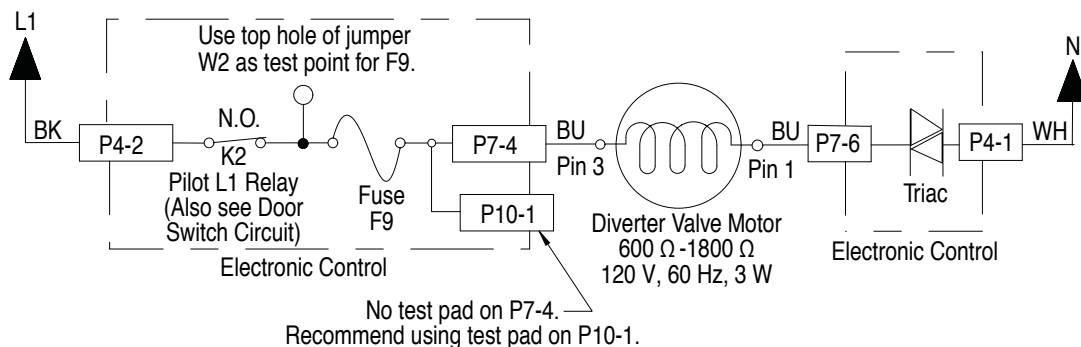 L1
Use top hole of jumper
W2 as test point for F9.
N
BK
P4-2
N.O.
K2
Pilot L1 Relay
(Also see Door
Switch Circuit)
Fuse
F9
P7-4
P10-1
BU
Pin 3
BU
Pin 1
P7-6
Triac
P4-1
WH
Diverter Valve Motor
600 Ω -1800 Ω
120 V, 60 Hz, 3 W
Electronic Control
Electronic Control
No test pad on P7-4.
Recommend using test pad on P10-1.